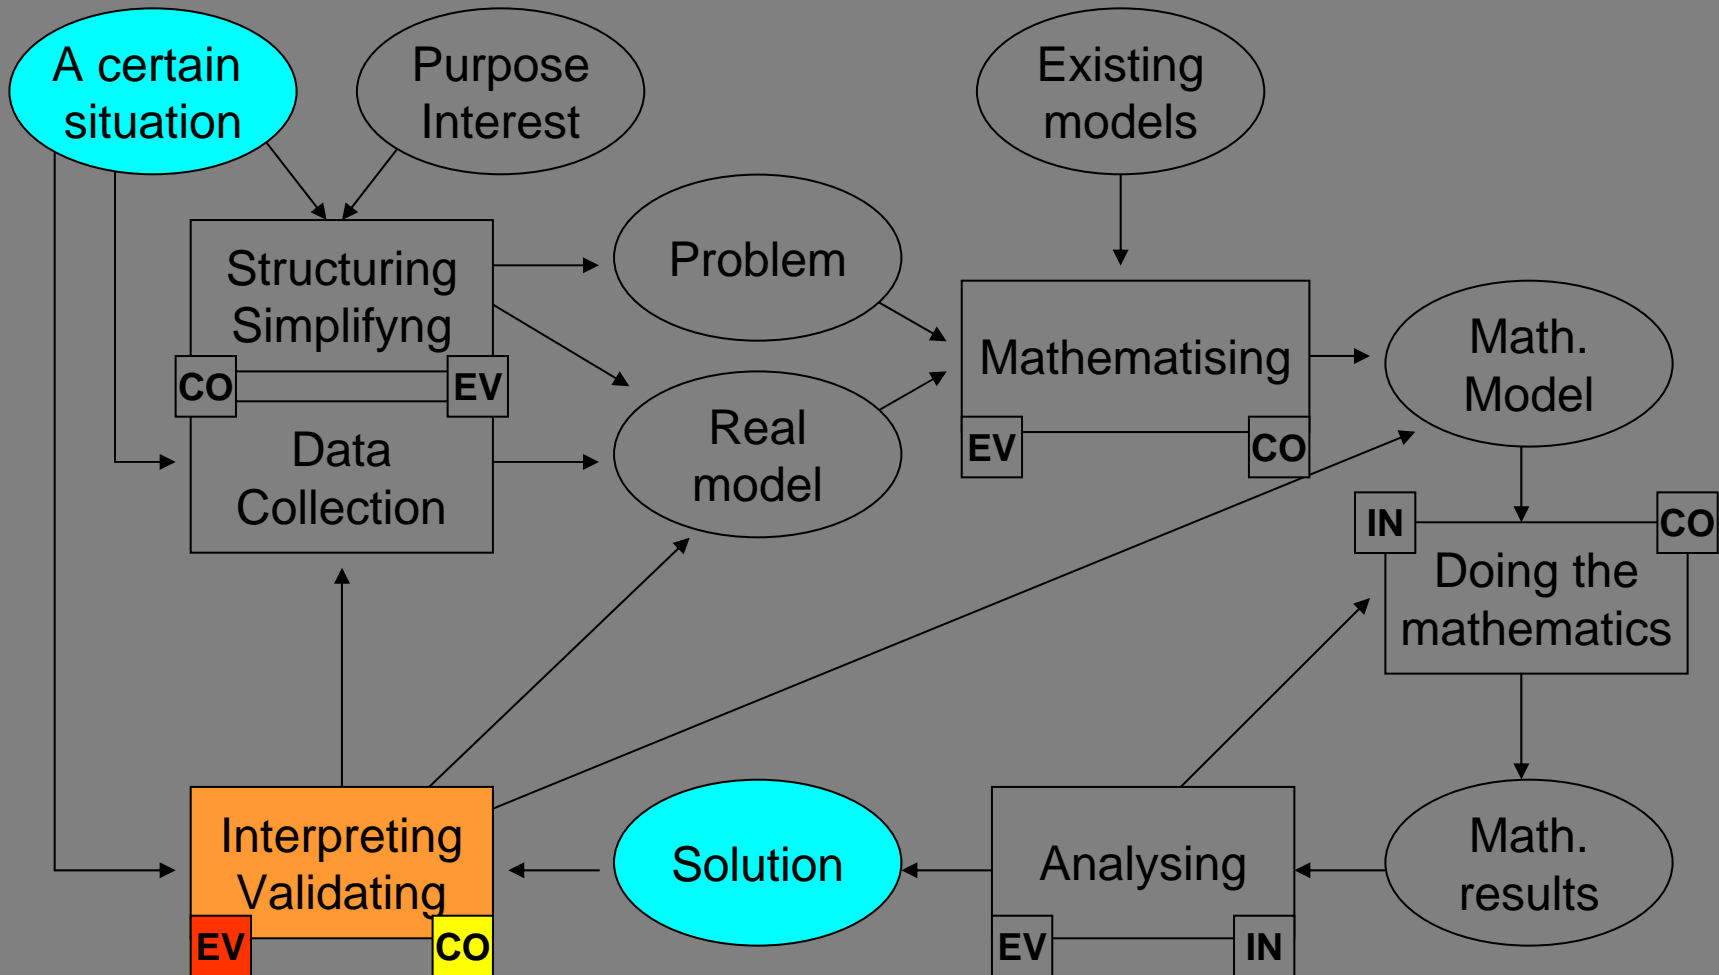 A certain
situation
Purpose
Interest
Existing
models
Structuring
Simplifyng
CO
EV
Data
Collection
Problem
Real
model
Mathematising
EV
CO
Math.
Model
IN
CO
Doing the
mathematics
Interpreting
Validating
EV
CO
Solution
Analysing
EV
IN
Math.
results